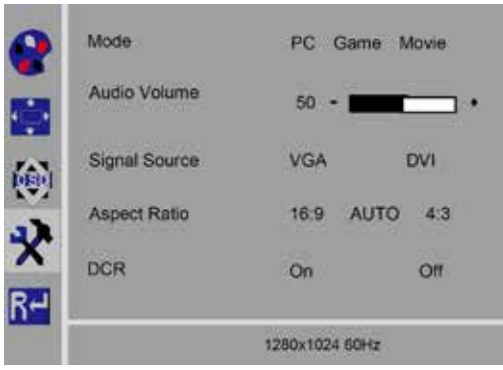 Mode PC Game Movie
Audio Volume 50 - +
Signal Source VGA DVI
OSD
Aspect Ratio 16:9 AUTO 4:3
DCR On Off
R
1280x1024 60Hz